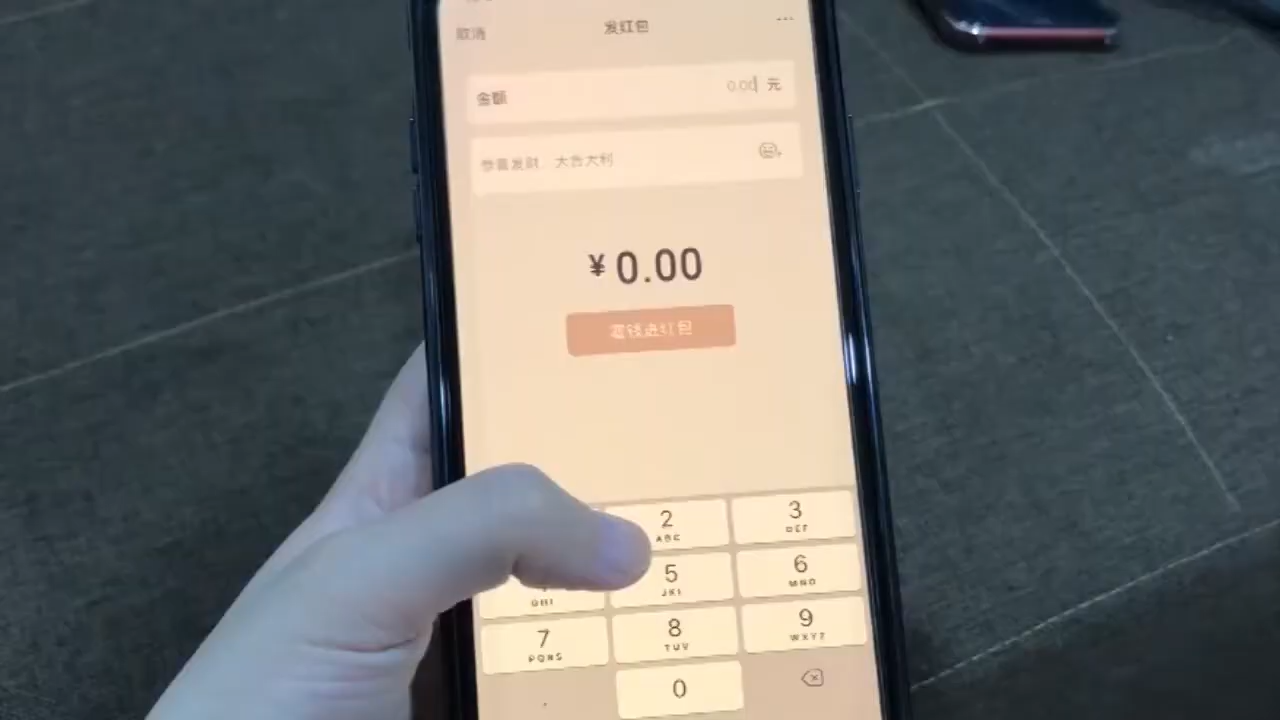 取消 发红包 ...
金额 0.00 元
恭喜发财，大吉大利
¥0.00
塞钱进红包
2 3
ABC DEF
5 6
GHI JKL MNO
7 8 9
PQRS TUV WXYZ
0
.